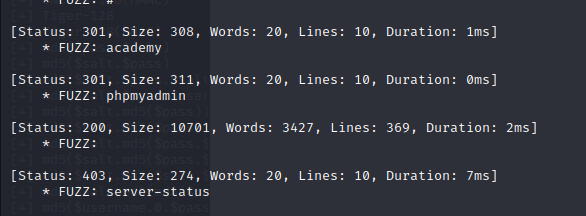 * FUZZ: #
[Status: 301, Size: 308, Words: 20, Lines: 10, Duration: 1ms]
* FUZZ: academy
[Status: 301, Size: 311, Words: 20, Lines: 10, Duration: 0ms]
* FUZZ: phpmyadmin
[Status: 200, Size: 10701, Words: 3427, Lines: 369, Duration: 2ms]
* FUZZ:
[Status: 403, Size: 274, Words: 20, Lines: 10, Duration: 7ms]
* FUZZ: server-status